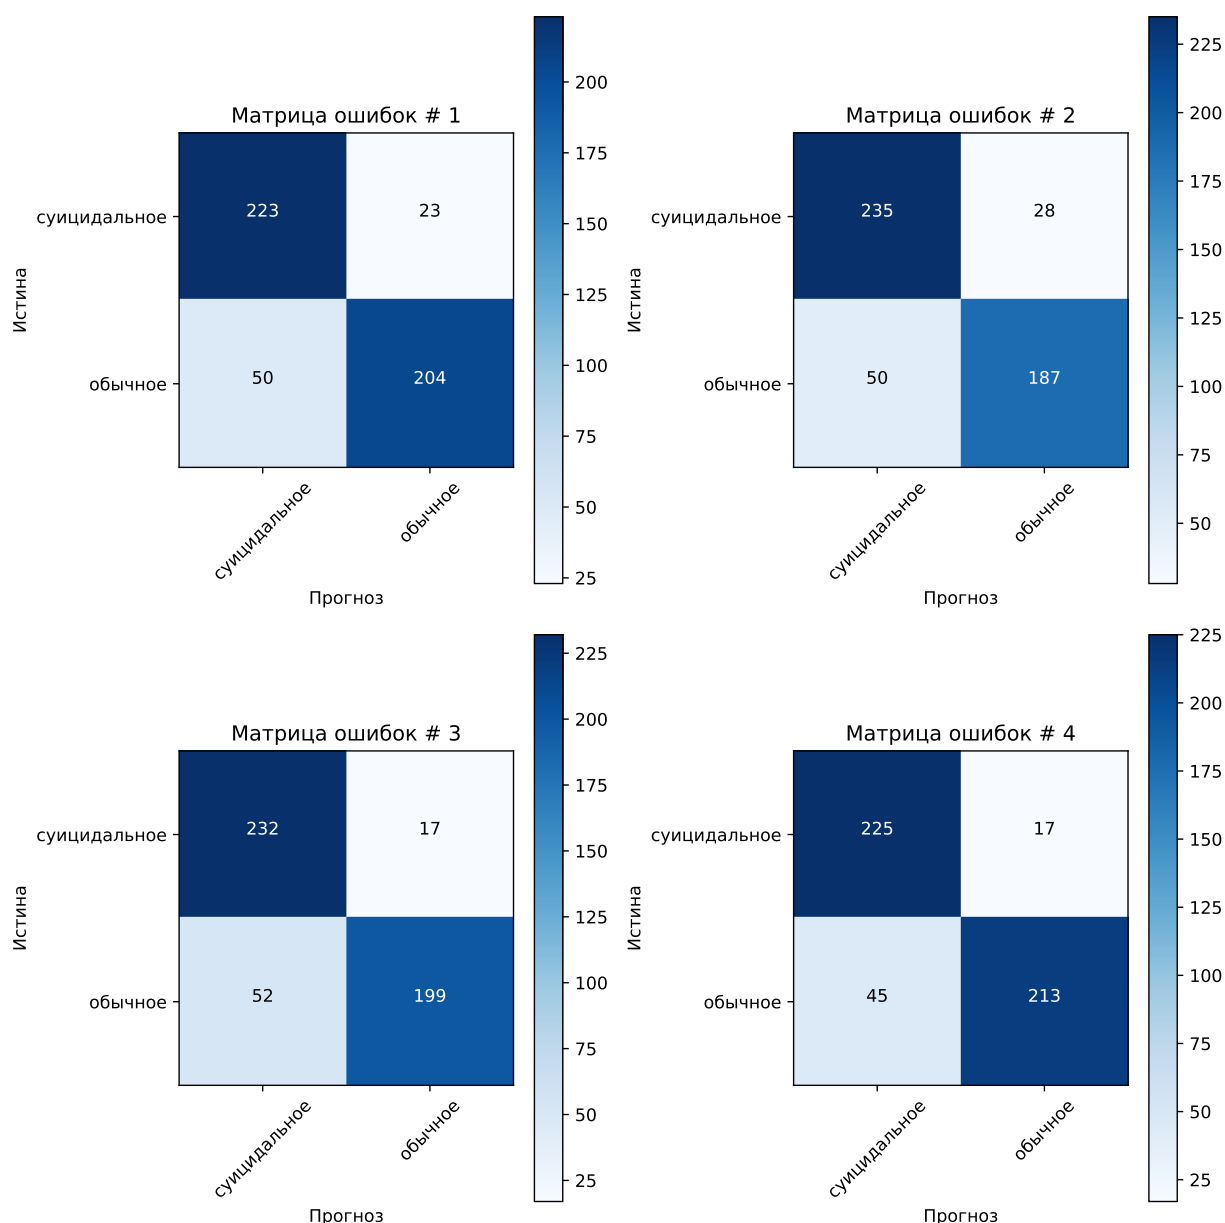 Матрица ошибок # 1
223 23
50 204
суицидальное
обычное
Истина
суицидальное
обычное
Прогноз
200
175
150
125
100
75
50
25
Матрица ошибок # 2
235 28
50 187
суицидальное
обычное
Истина
суицидальное
обычное
Прогноз
225
200
175
150
125
100
75
50
Матрица ошибок # 3
232 17
52 199
суицидальное
обычное
Истина
суицидальное
обычное
Прогноз
225
200
175
150
125
100
75
50
25
Матрица ошибок # 4
225 17
45 213
суицидальное
обычное
Истина
суицидальное
обычное
Прогноз
225
200
175
150
125
100
75
50
25